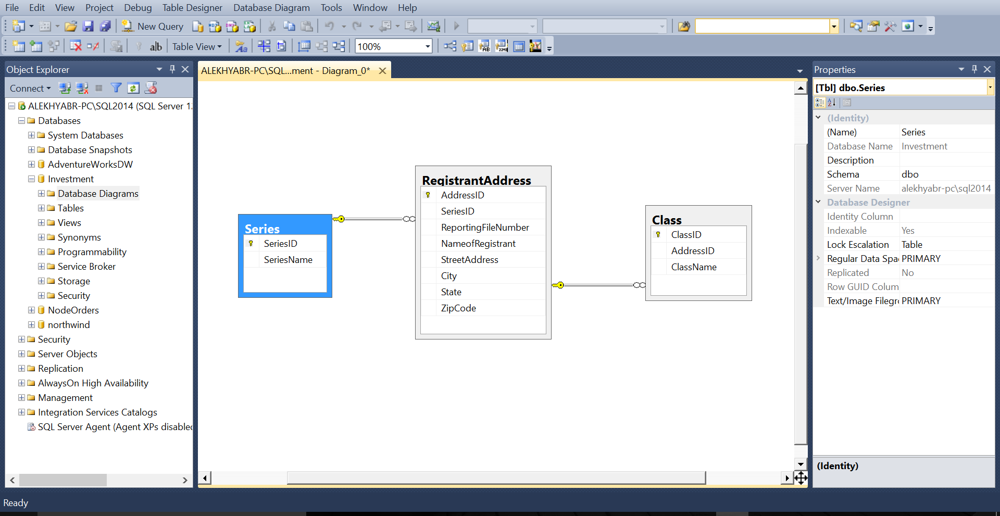 File Edit View Project Debug Table Designer Database Diagram Tools Window Help
New Query
Table View 100%
Object Explorer
Connect
ALEKHYABR-PC\SQL2014 (SQL Server 1
Databases
System Databases
Database Snapshots
AdventureWorksDW
Investment
Database Diagrams
Tables
Views
Synonyms
Programmability
Service Broker
Storage
Security
NodeOrders
northwind
Security
Server Objects
Replication
AlwaysOn High Availability
Management
Integration Services Catalogs
SQL Server Agent (Agent XPs disabled
ALEKHYABR-PC\SQL...ment - Diagram_0*
Series
SeriesID
SeriesName
RegistrantAddress
AddressID
SeriesID
ReportingFileNumber
NameofRegistrant
StreetAddress
City
State
ZipCode
Class
ClassID
AddressID
ClassName
Properties
[Tbl] dbo.Series
(Identity)
(Name) Series
Database Name Investment
Description
Schema dbo
Server Name alekhyabr-pc\sql2014
Database Designer
Identity Column
Indexable Yes
Lock Escalation Table
Regular Data Spa PRIMARY
Replicated No
Row GUID Colum
Text/Image Filegr PRIMARY
(Identity)
Ready